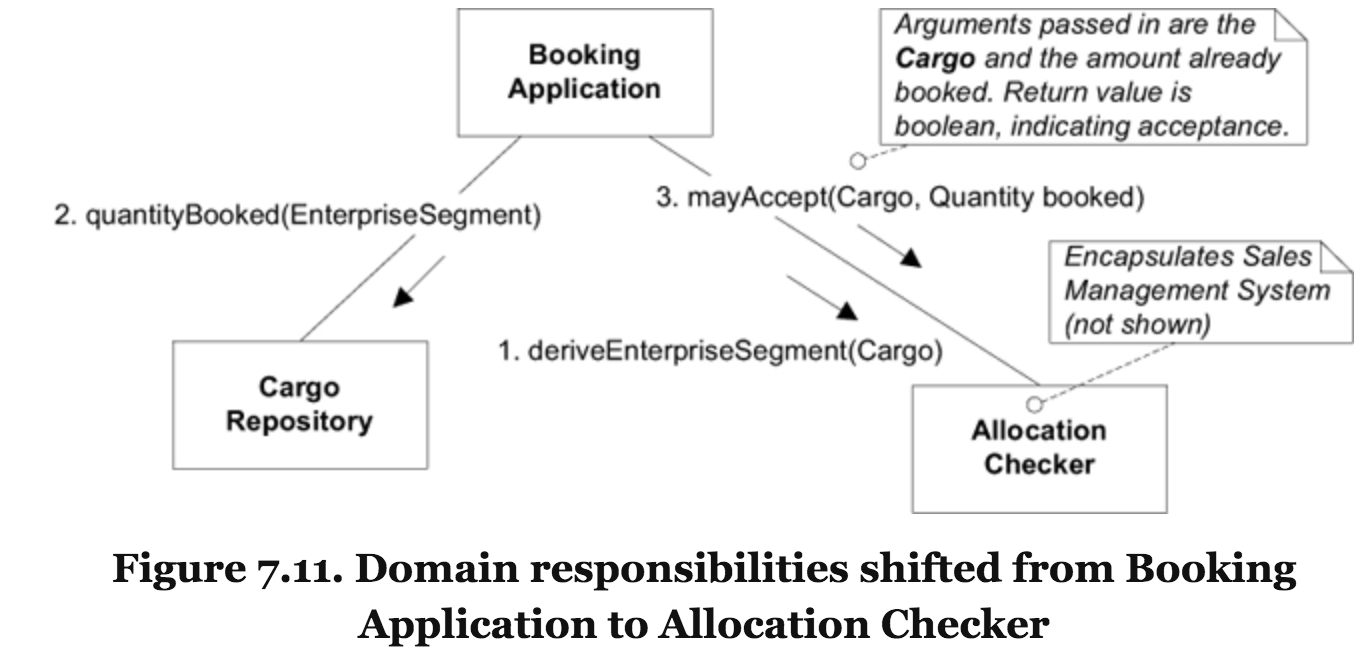 Booking
Application
Arguments passed in are the
Cargo and the amount already
booked. Return value is
boolean, indicating acceptance.
2. quantityBooked(EnterpriseSegment)
3. mayAccept(Cargo, Quantity booked)
Encapsulates Sales
Management System
(not shown)
1. deriveEnterpriseSegment(Cargo)
Cargo
Repository
Allocation
Checker
Figure 7.11. Domain responsibilities shifted from Booking
Application to Allocation Checker